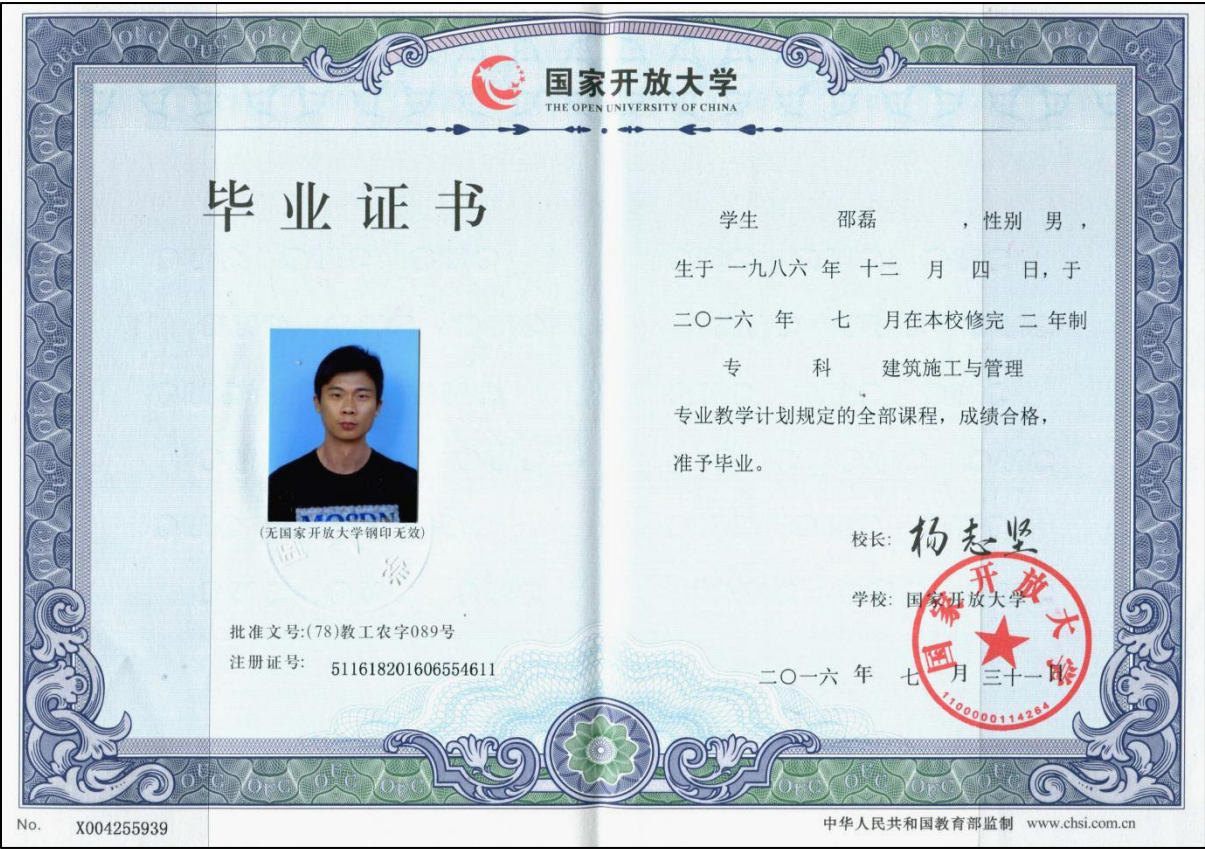 国家开放大学
THE OPEN UNIVERSITY OF CHINA
毕业证书
(无国家开放大学钢印无效)
批准文号:(78)教工农字089号
注册证号: 511618201606554611
学生 邵磊 ，性别 男 ，
生于 一九八六 年 十二 月 四 日，于
二〇一六 年 七 月在本校修完 二 年制
专 科 建筑施工与管理
专业教学计划规定的全部课程，成绩合格，
准予毕业。
校长: 杨志坚
学校: 国家开放大学
二〇一六 年 七 月 三十一日
国家开放大学
1100000114264
No. X004255939
中华人民共和国教育部监制 www.chsi.com.cn